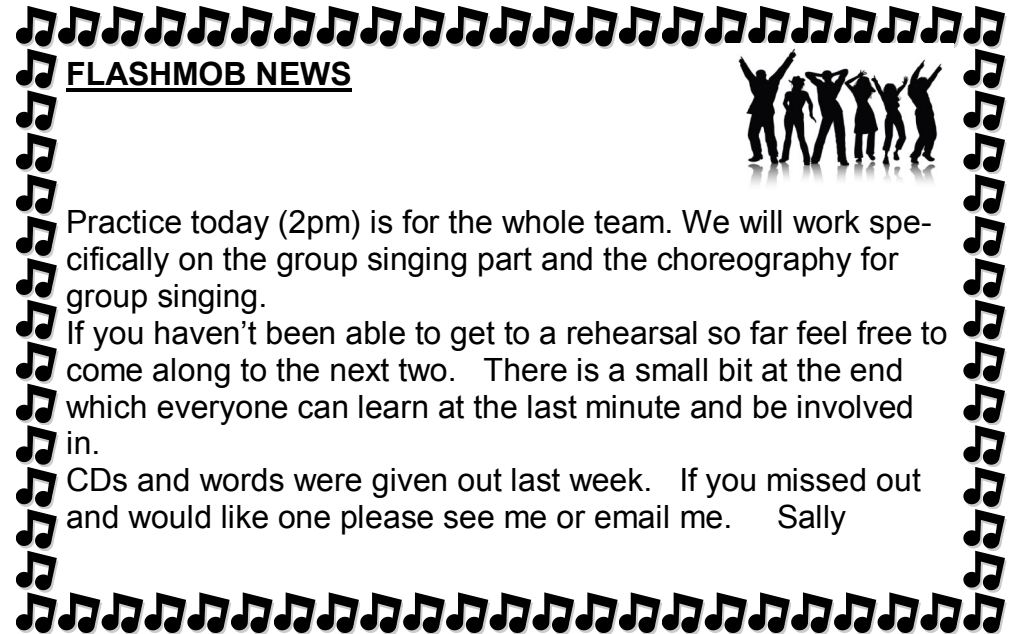 FLASHMOB NEWS
Practice today (2pm) is for the whole team. We will work spe-
cifically on the group singing part and the choreography for
group singing.
If you haven’t been able to get to a rehearsal so far feel free to
come along to the next two.   There is a small bit at the end
which everyone can learn at the last minute and be involved
in.
CDs and words were given out last week.   If you missed out
and would like one please see me or email me.     Sally